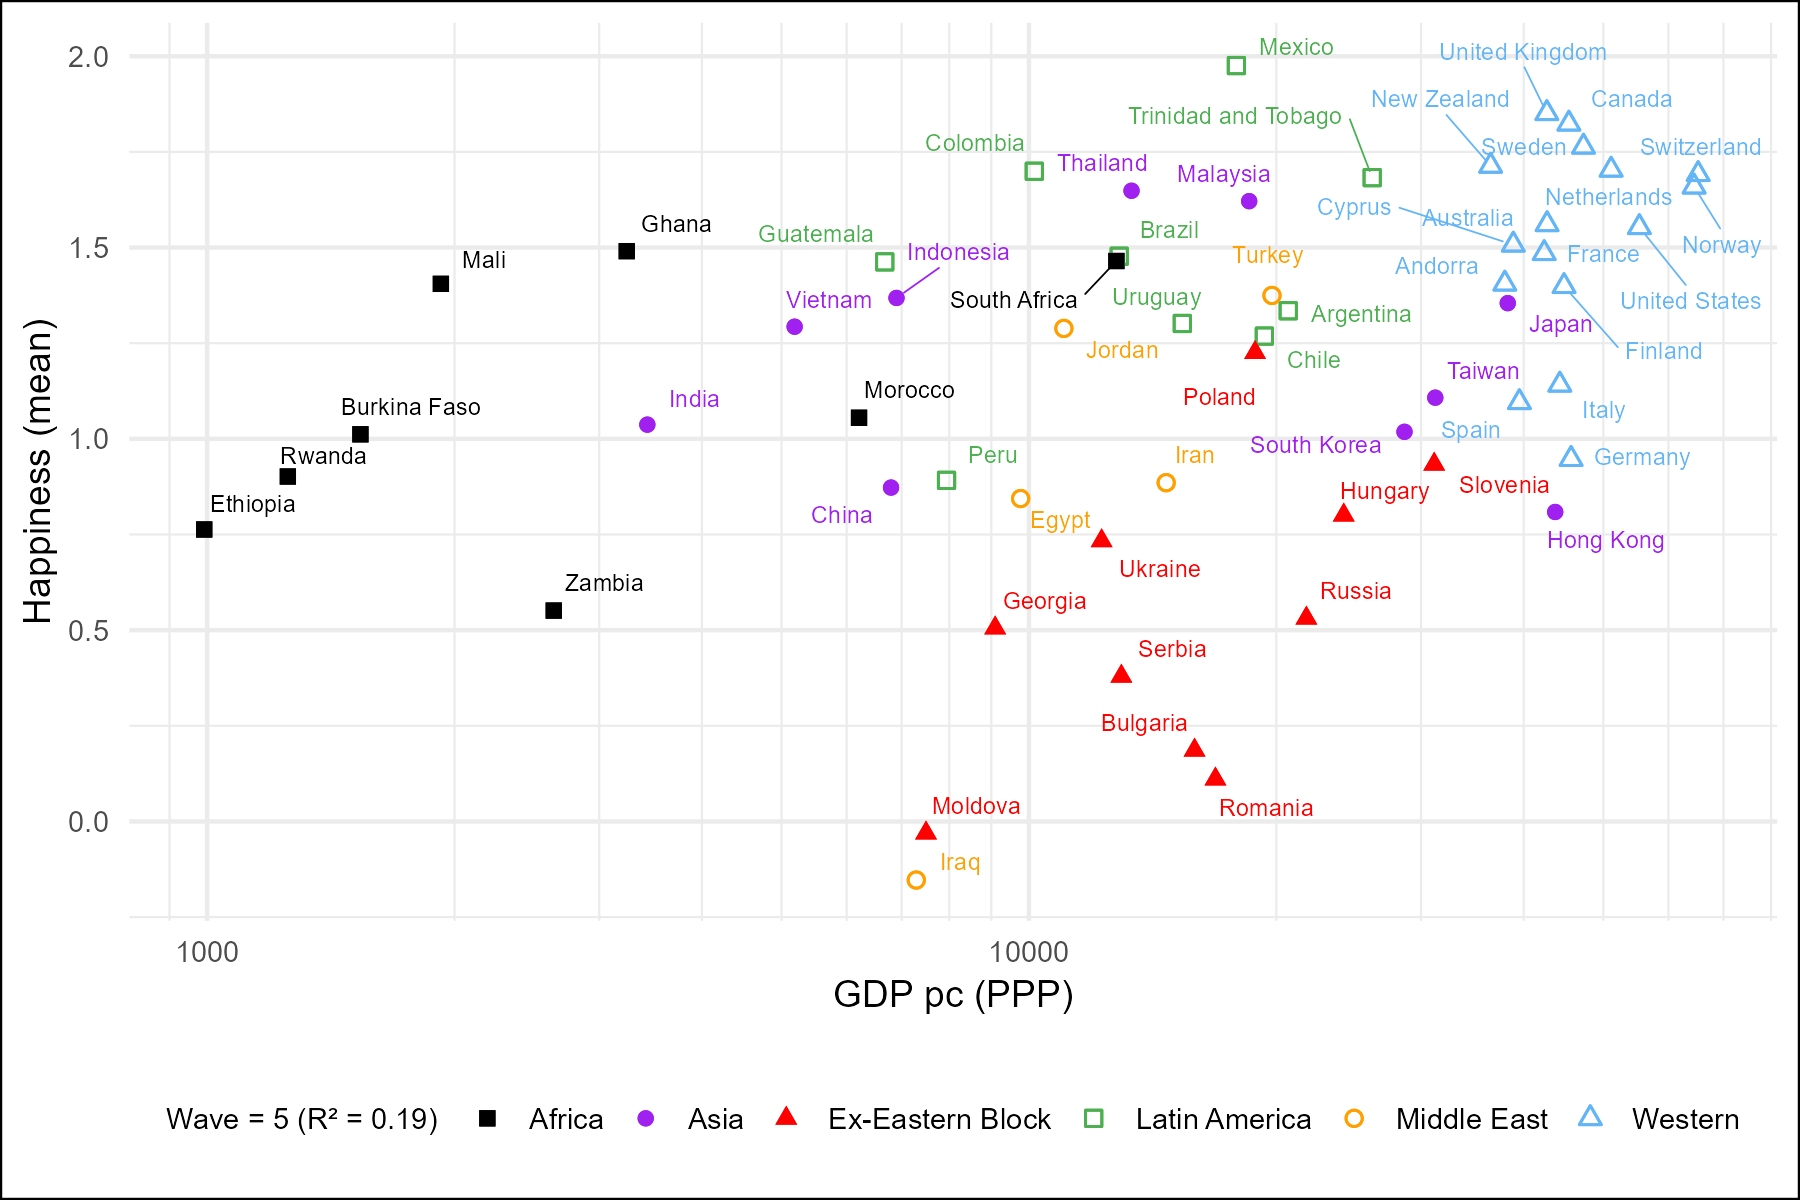 2.0
1.5
1.0
0.5
0.0
Happiness (mean)
Mexico
United Kingdom
New Zealand
Canada
Trinidad and Tobago
Colombia
Thailand
Sweden
Switzerland
Malaysia
Cyprus
Netherlands
Ghana
Guatemala
Brazil
Australia
Indonesia
Turkey
France
Norway
Mali
Andorra
Vietnam
South Africa
Uruguay
United States
Argentina
Japan
Jordan
Chile
Finland
Taiwan
Morocco
Poland
India
Burkina Faso
Italy
Spain
South Korea
Rwanda
Peru
Iran
Germany
Hungary
Slovenia
Ethiopia
China
Egypt
Hong Kong
Ukraine
Zambia
Georgia
Russia
Serbia
Bulgaria
Moldova
Romania
Iraq
1000
10000
GDP pc (PPP)
Wave = 5 (R² = 0.19) Africa Asia Ex-Eastern Block Latin America Middle East Western